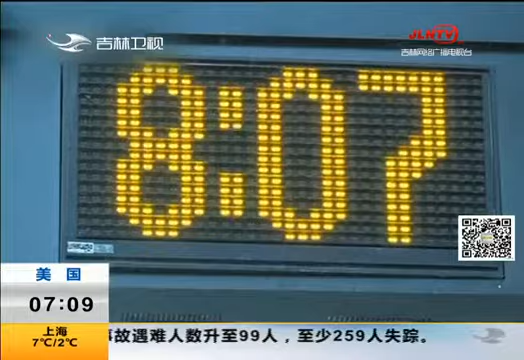 吉林卫视
JLNTV
吉林网络广播电视台
8:07
美国
07:09
上海
7℃/2℃
故遇难人数升至99人，至少259人失踪。